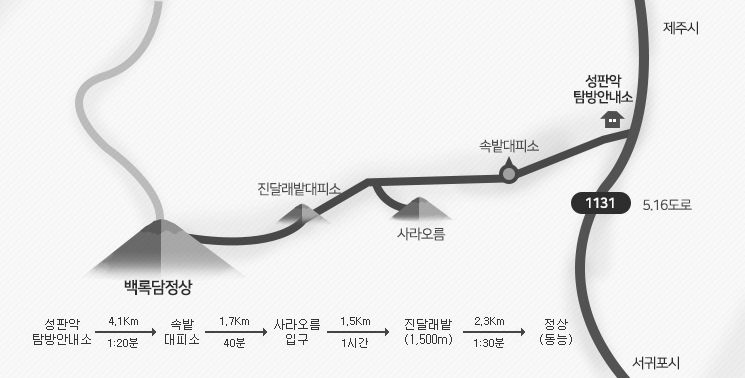 제주시
성판악
탐방안내소
속밭대피소
진달래밭대피소
1131
5.16도로
사라오름
백록담정상
성판악
탐방안내소
4.1Km
1:20분
속밭
대피소
1.7Km
40분
사라오름
입구
1.5Km
1시간
진달래밭
(1,500m)
2.3Km
1:30분
정상
(동능)
서귀포시